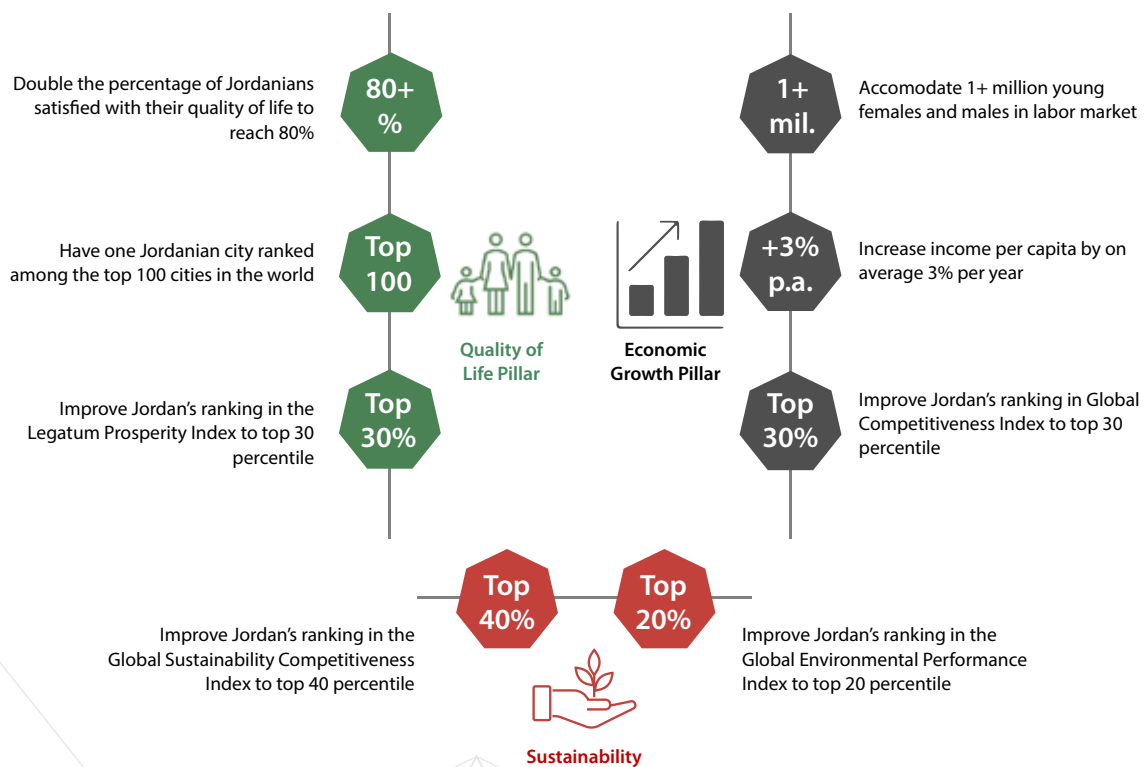 Double the percentage of Jordanians
satisfied with their quality of life to
reach 80%
80+
%
Have one Jordanian city ranked
among the top 100 cities in the world
Top
100
Improve Jordan’s ranking in the
Legatum Prosperity Index to top 30
percentile
Top
30%
Quality of
Life Pillar
Economic
Growth Pillar
1+
mil.
Accomodate 1+ million young
females and males in labor market
+3%
p.a.
Increase income per capita by on
average 3% per year
Top
30%
Improve Jordan’s ranking in Global
Competitiveness Index to top 30
percentile
Top
40%
Improve Jordan’s ranking in the
Global Sustainability Competitiveness
Index to top 40 percentile
Top
20%
Improve Jordan’s ranking in the
Global Environmental Performance
Index to top 20 percentile
Sustainability